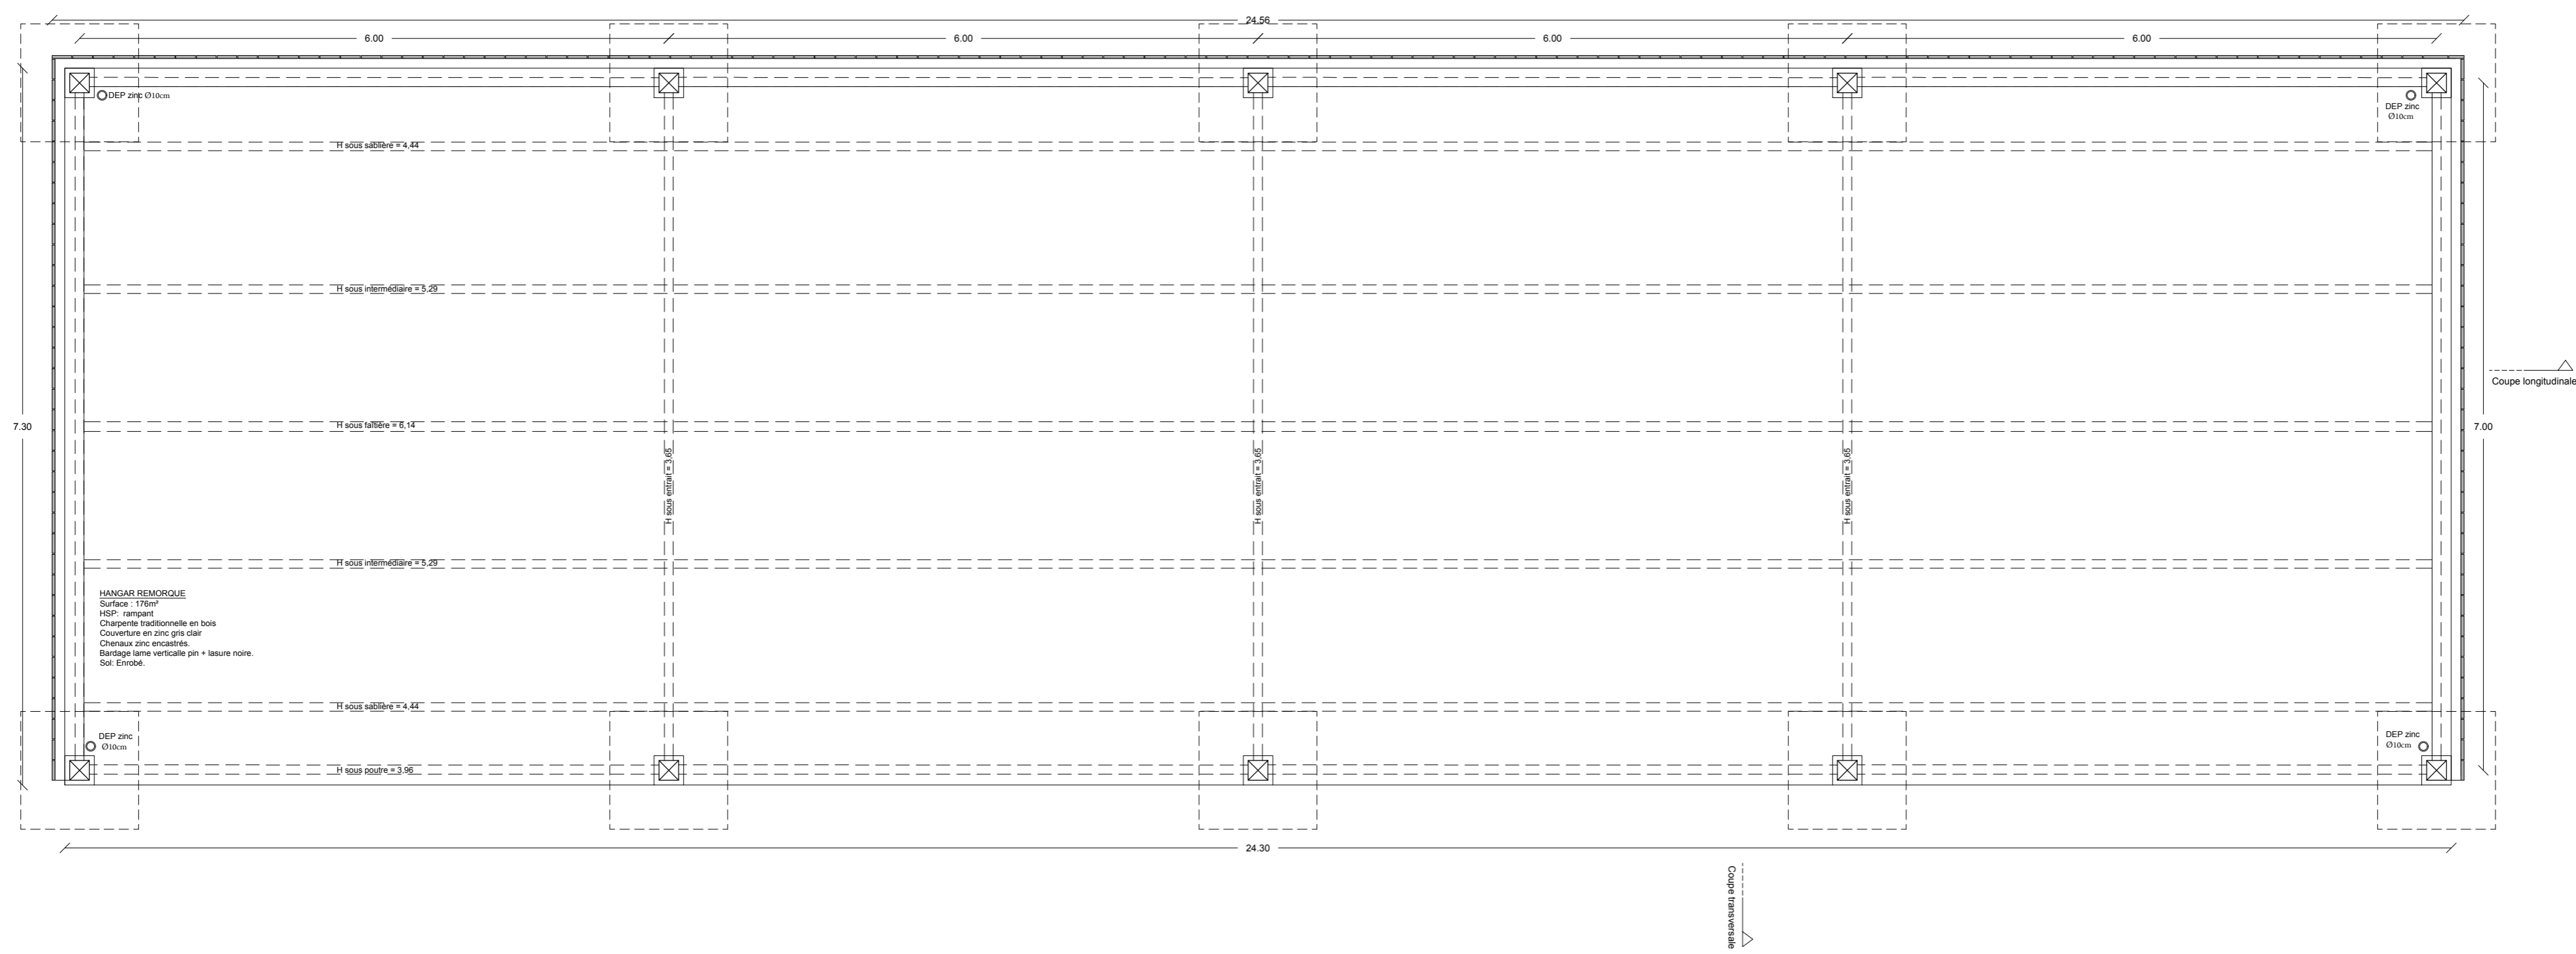 24.56
6.00
6.00
6.00
6.00
DEP zinc Ø10cm
DEP zinc
Ø10cm
H sous sablière = 4,44
H sous intermédiaire = 5,29
Coupe longitudinale
7.30
H sous faîtière = 6,14
7.00
H sous entrait = 3,65
H sous entrait = 3,65
H sous entrait = 3,65
H sous intermédiaire = 5,29
HANGAR REMORQUE
Surface : 176m²
HSP: rampant
Charpente traditionnelle en bois
Couverture en zinc gris clair
Chenaux zinc encastrés.
Bardage lame verticalle pin + lasure noire.
Sol: Enrobé.
H sous sablière = 4,44
DEP zinc
Ø10cm
DEP zinc
Ø10cm
H sous poutre = 3,96
24.30
Coupe transversale